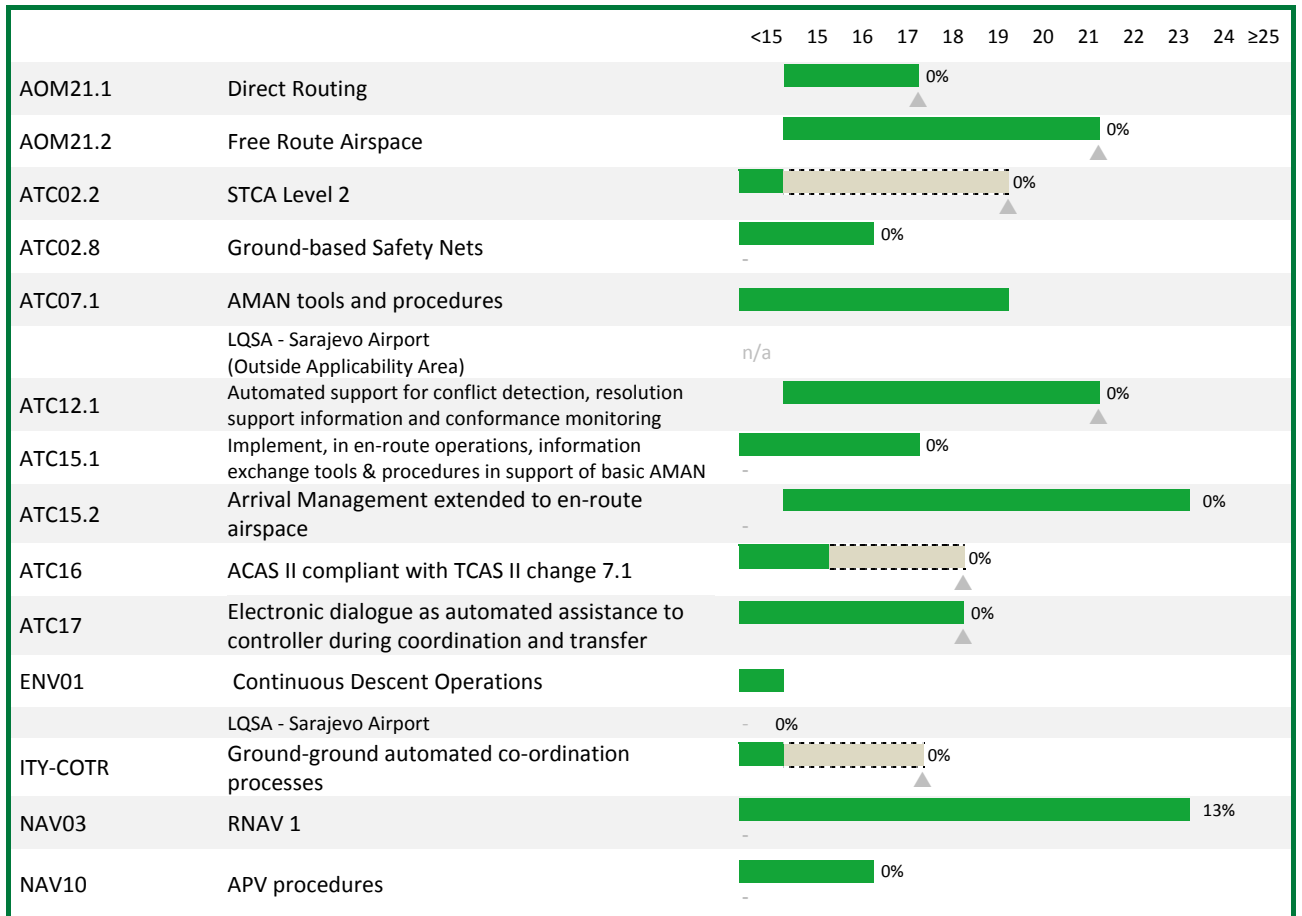 <15 15 16 17 18 19 20 21 22 23 24 ≥25
AOM21.1 Direct Routing 0%
AOM21.2 Free Route Airspace 0%
ATC02.2 STCA Level 2 0%
ATC02.8 Ground-based Safety Nets 0%
-
ATC07.1 AMAN tools and procedures
LQSA - Sarajevo Airport
(Outside Applicability Area) n/a
ATC12.1 Automated support for conflict detection, resolution 0%
support information and conformance monitoring
ATC15.1 Implement, in en-route operations, information 0%
exchange tools & procedures in support of basic AMAN -
ATC15.2 Arrival Management extended to en-route 0%
airspace -
ATC16 ACAS II compliant with TCAS II change 7.1 0%
ATC17 Electronic dialogue as automated assistance to 0%
controller during coordination and transfer
ENV01 Continuous Descent Operations
LQSA - Sarajevo Airport - 0%
ITY-COTR Ground-ground automated co-ordination 0%
processes
NAV03 RNAV 1 13%
-
NAV10 APV procedures 0%
-